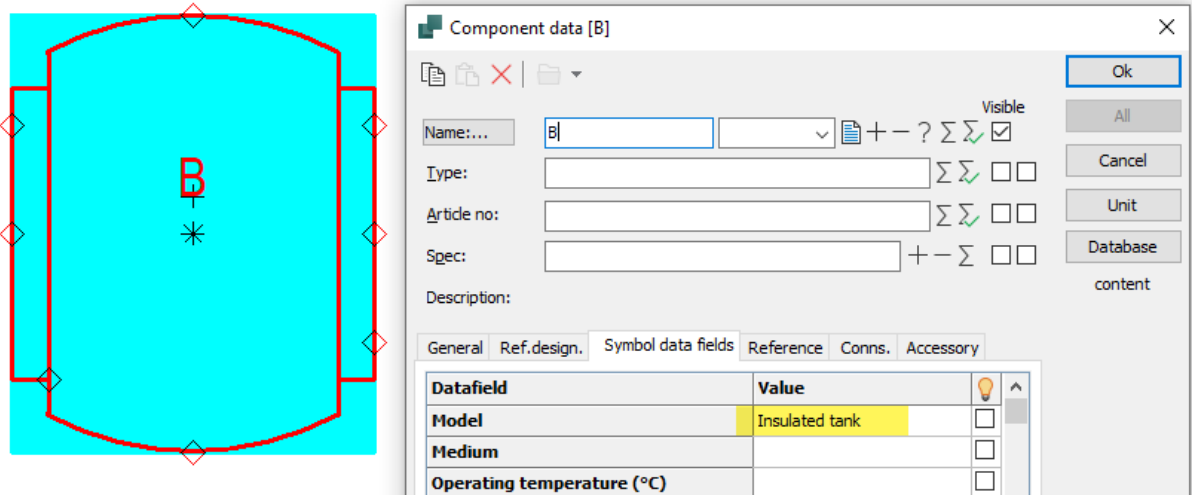 B
Component data [B]
Name:...
B
Visible
Type:
Article no:
Spec:
Description:
Ok
All
Cancel
Unit
Database
content
General Ref.design. Symbol data fields Reference Conns. Accessory
Datafield Value
Model Insulated tank
Medium
Operating temperature (°C)